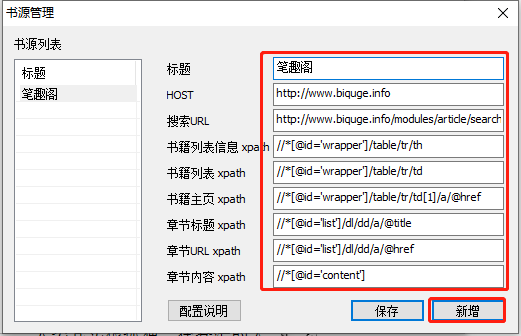 书源管理
书源列表
标题
笔趣阁
标题 笔趣阁
HOST http://www.biquge.info
搜索URL http://www.biquge.info/modules/article/search
书籍列表信息 xpath //*[@id='wrapper']/table/tr/th
书籍列表 xpath //*[@id='wrapper']/table/tr/td
书籍主页 xpath //*[@id='wrapper']/table/tr/td[1]/a/@href
章节标题 xpath //*[@id='list']/dl/dd/a/@title
章节URL xpath //*[@id='list']/dl/dd/a/@href
章节内容 xpath //*[@id='content']
配置说明 保存 新增